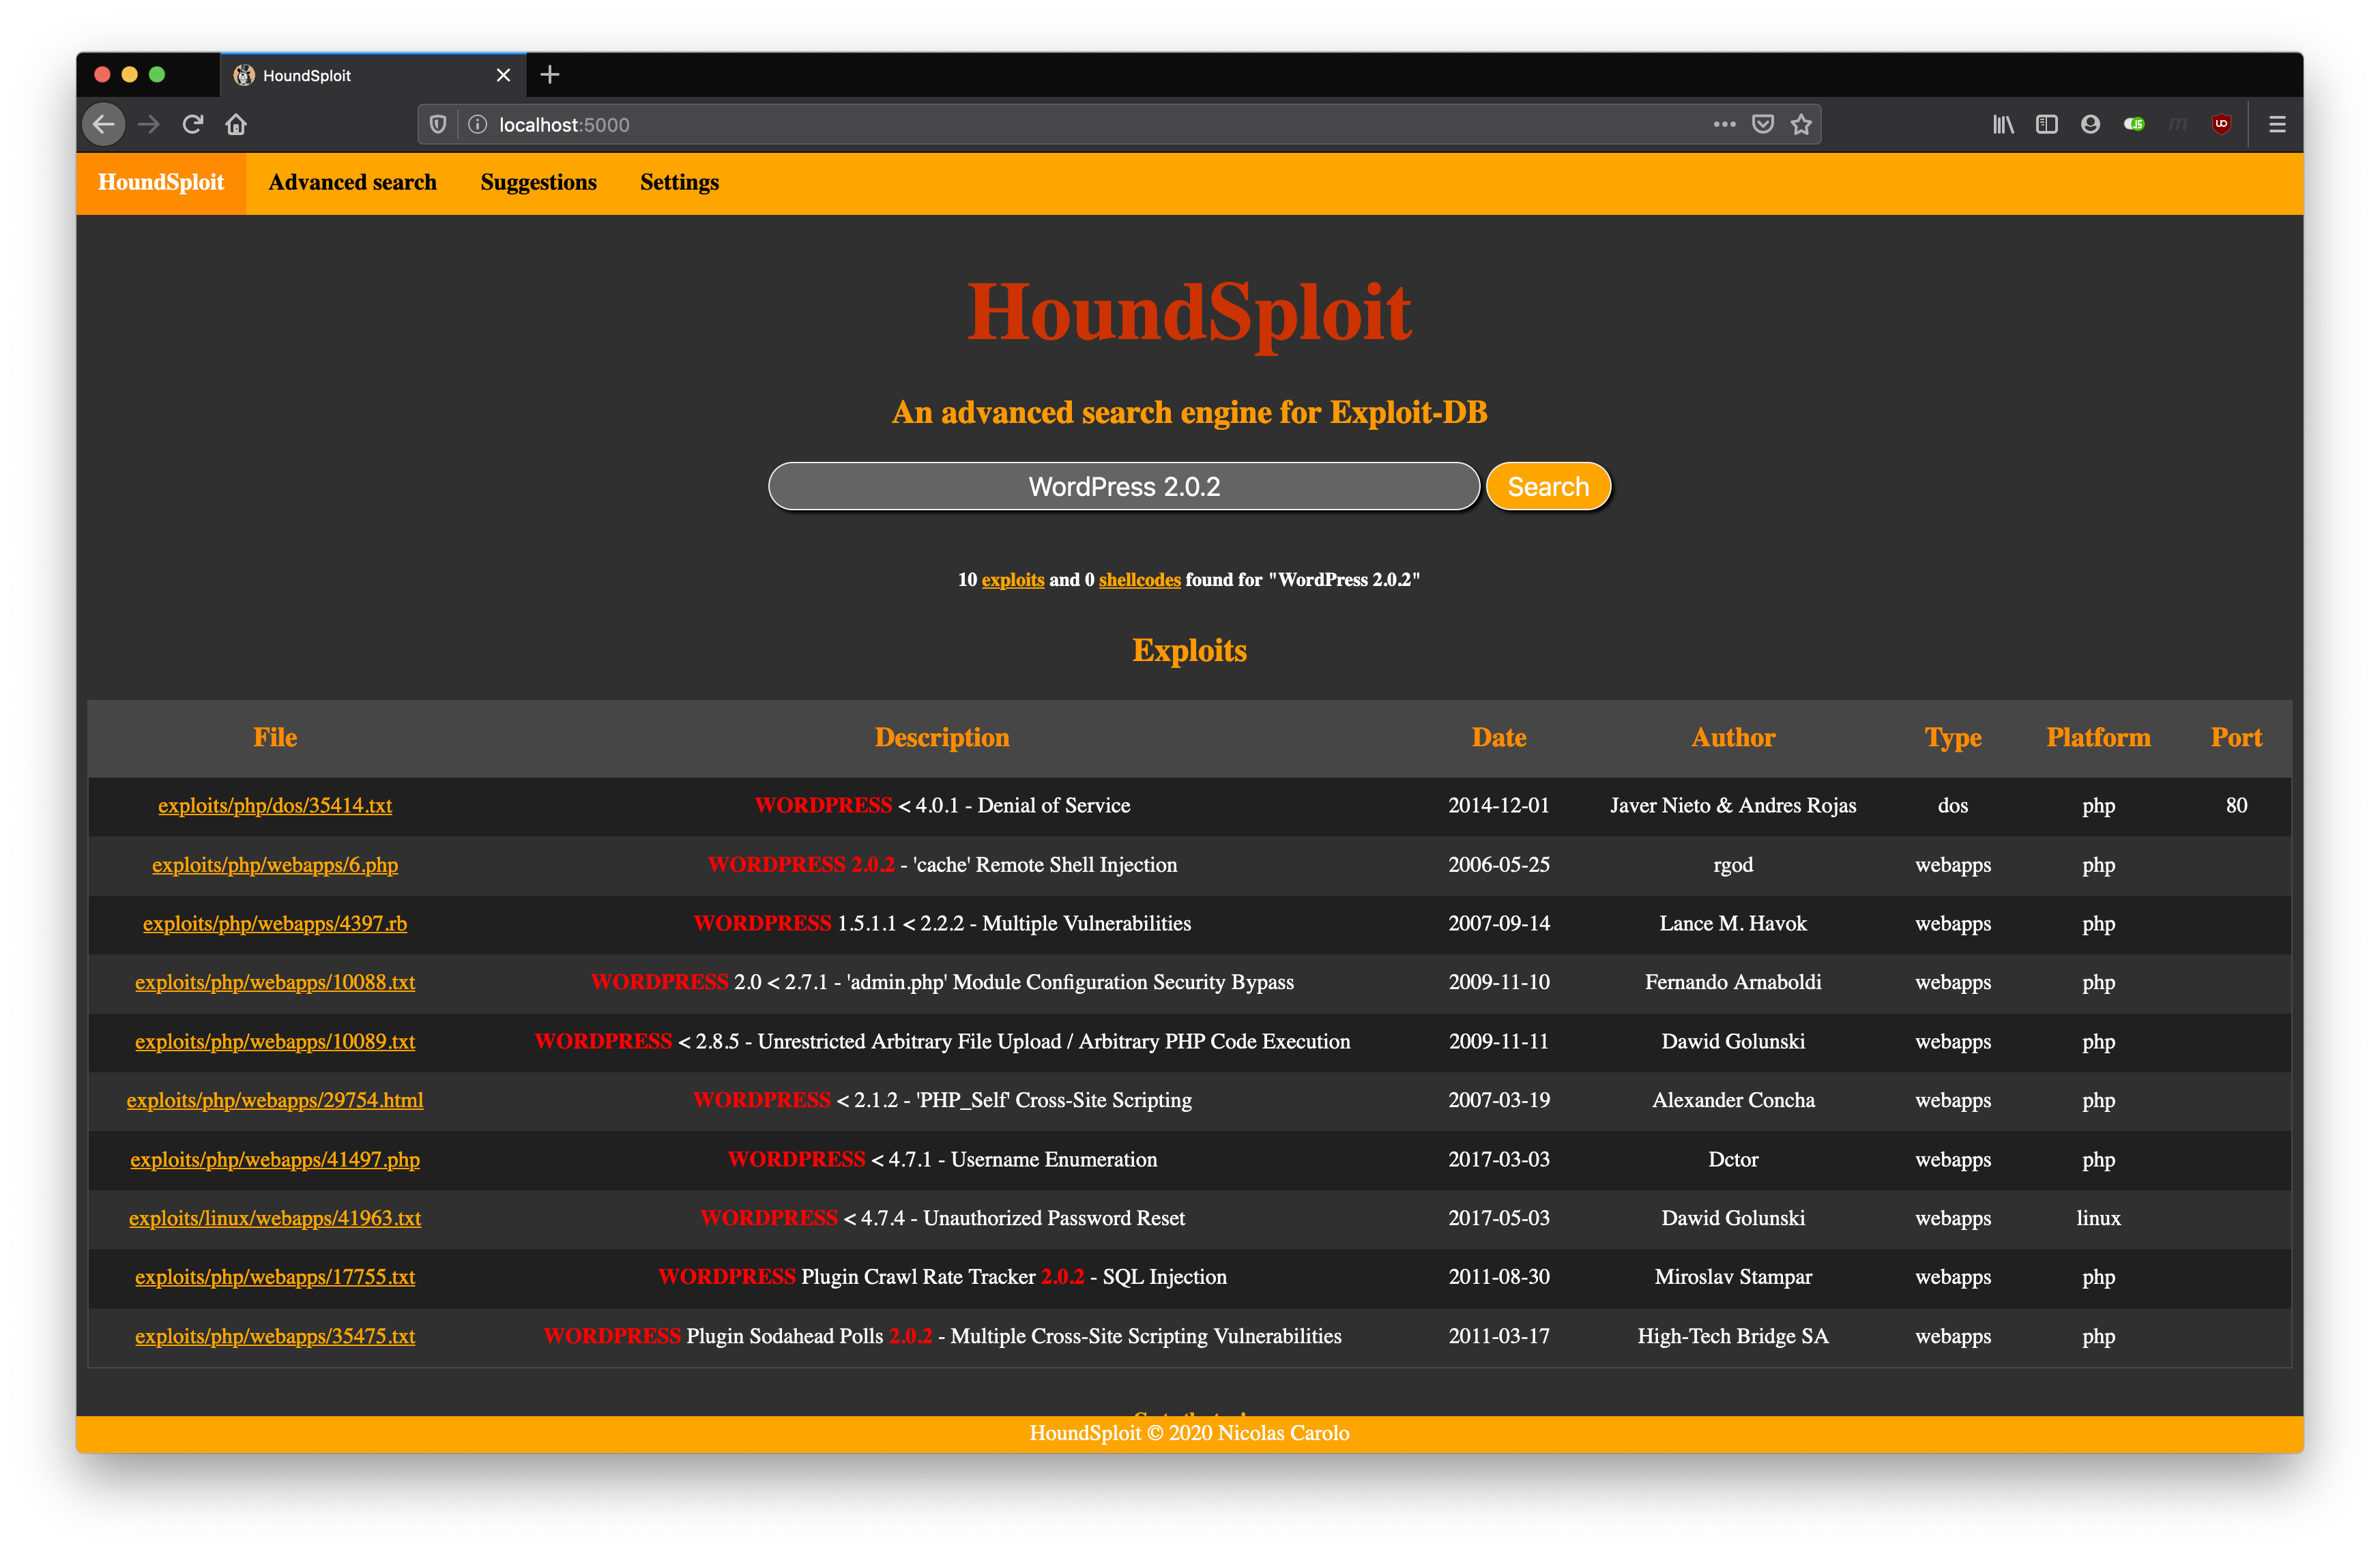 HoundSploit
localhost:5000
HoundSploit Advanced search Suggestions Settings
HoundSploit
An advanced search engine for Exploit-DB
WordPress 2.0.2 Search
10 exploits and 0 shellcodes found for "WordPress 2.0.2"
Exploits
File Description Date Author Type Platform Port
exploits/php/dos/35414.txt WORDPRESS < 4.0.1 - Denial of Service 2014-12-01 Javer Nieto & Andres Rojas dos php 80
exploits/php/webapps/6.php WORDPRESS 2.0.2 - 'cache' Remote Shell Injection 2006-05-25 rgod webapps php
exploits/php/webapps/4397.rb WORDPRESS 1.5.1.1 < 2.2.2 - Multiple Vulnerabilities 2007-09-14 Lance M. Havok webapps php
exploits/php/webapps/10088.txt WORDPRESS 2.0 < 2.7.1 - 'admin.php' Module Configuration Security Bypass 2009-11-10 Fernando Arnaboldi webapps php
exploits/php/webapps/10089.txt WORDPRESS < 2.8.5 - Unrestricted Arbitrary File Upload / Arbitrary PHP Code Execution 2009-11-11 Dawid Golunski webapps php
exploits/php/webapps/29754.html WORDPRESS < 2.1.2 - 'PHP_Self' Cross-Site Scripting 2007-03-19 Alexander Concha webapps php
exploits/php/webapps/41497.php WORDPRESS < 4.7.1 - Username Enumeration 2017-03-03 Dctor webapps php
exploits/linux/webapps/41963.txt WORDPRESS < 4.7.4 - Unauthorized Password Reset 2017-05-03 Dawid Golunski webapps linux
exploits/php/webapps/17755.txt WORDPRESS Plugin Crawl Rate Tracker 2.0.2 - SQL Injection 2011-08-30 Miroslav Stampar webapps php
exploits/php/webapps/35475.txt WORDPRESS Plugin Sodahead Polls 2.0.2 - Multiple Cross-Site Scripting Vulnerabilities 2011-03-17 High-Tech Bridge SA webapps php
HoundSploit © 2020 Nicolas Carolo